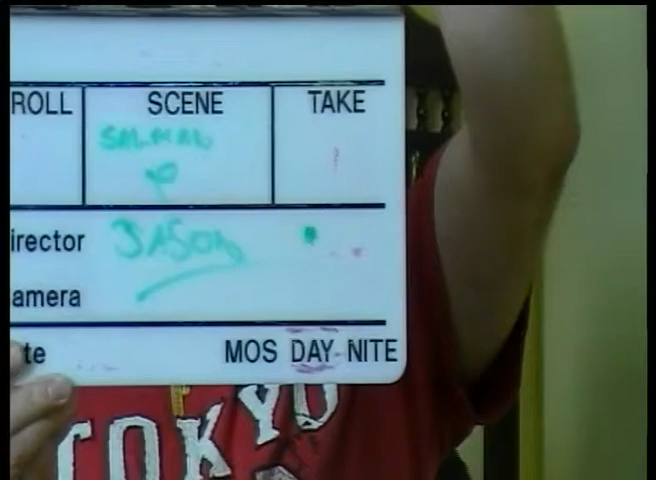 ROLL SCENE TAKE
irector JASON
amera
te MOS DAY NITE
TOKYO